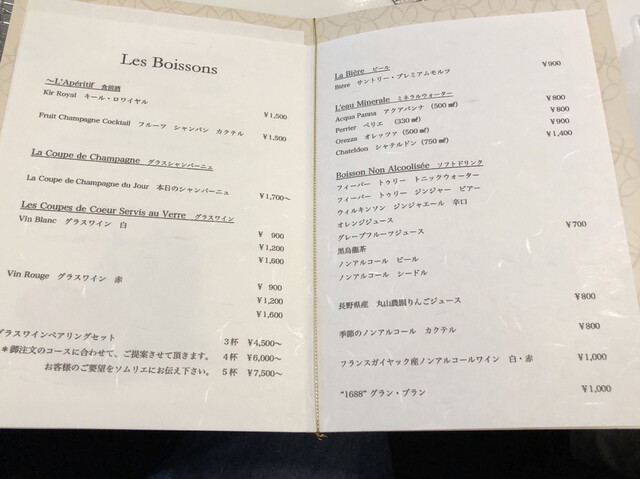 Les Boissons
～L'Apéritif 食前酒
Kir Royal キール・ロワイヤル
¥1,500
Fruit Champagne Cocktail フルーツ シャンパン カクテル
¥1,500
La Coupe de Champagne グラスシャンパーニュ
La Coupe de Champagne du Jour 本日のシャンパーニュ ¥1,700～
Les Coupes de Coeur Servis au Verre グラスワイン
Vin Blanc グラスワイン 白
¥ 900
¥1,200
¥1,600
Vin Rouge グラスワイン 赤
¥ 900
¥1,200
¥1,600
グラスワインペアリングセット 3杯 ¥4,500～
＊御注文のコースに合わせて、ご提案させて頂きます。 4杯 ¥6,000～
お客様のご要望をソムリエにお伝え下さい。 5杯 ¥7,500～
La Bière ビール
Bière サントリー・プレミアムモルツ ¥900
L'eau Minerale ミネラルウォーター
Acqua Panna アクアパンナ (500㎖) ¥800
Perrier ペリエ (330㎖) ¥800
Orezza オレッツァ (500㎖) ¥900
Chateldon シャテルドン (750㎖) ¥1,400
Boisson Non Alcoolisée ソフトドリンク
フィーバー トゥリー トニックウォーター
フィーバー トゥリー ジンジャー ビアー
ウィルキンソン ジンジャエール 辛口
オレンジジュース
グレープフルーツジュース ¥700
黒烏龍茶
ノンアルコール ビール
ノンアルコール シードル
長野県産 丸山農園りんごジュース ¥800
季節のノンアルコール カクテル ¥800
フランスガイヤック産ノンアルコールワイン 白・赤 ¥1,000
"1688" グラン・ブラン ¥1,000